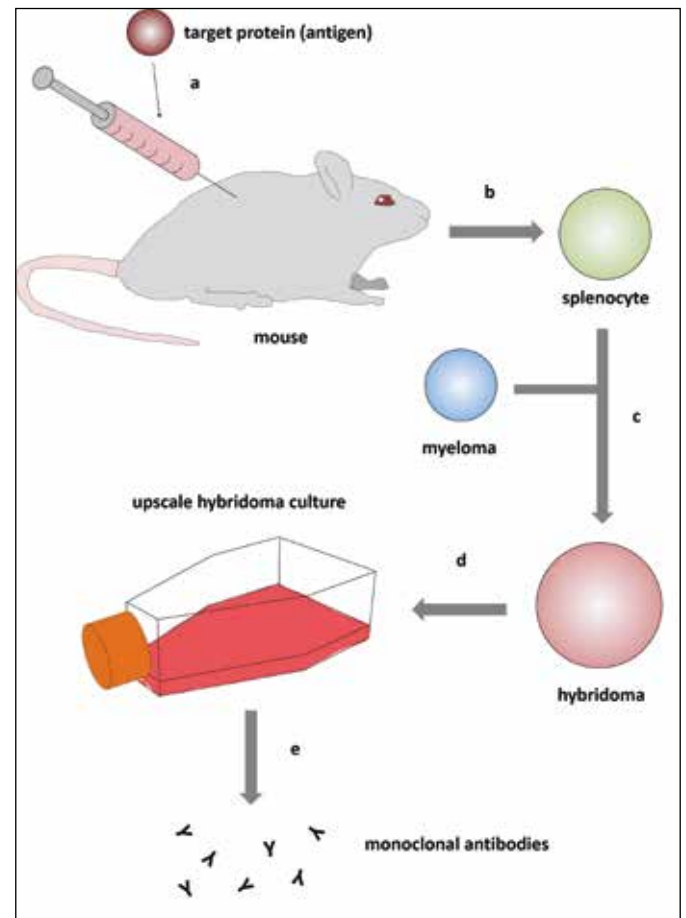 target protein (antigen)
a
b
splenocyte
mouse
c
myeloma
upscale hybridoma culture
d
hybridoma
e
monoclonal antibodies